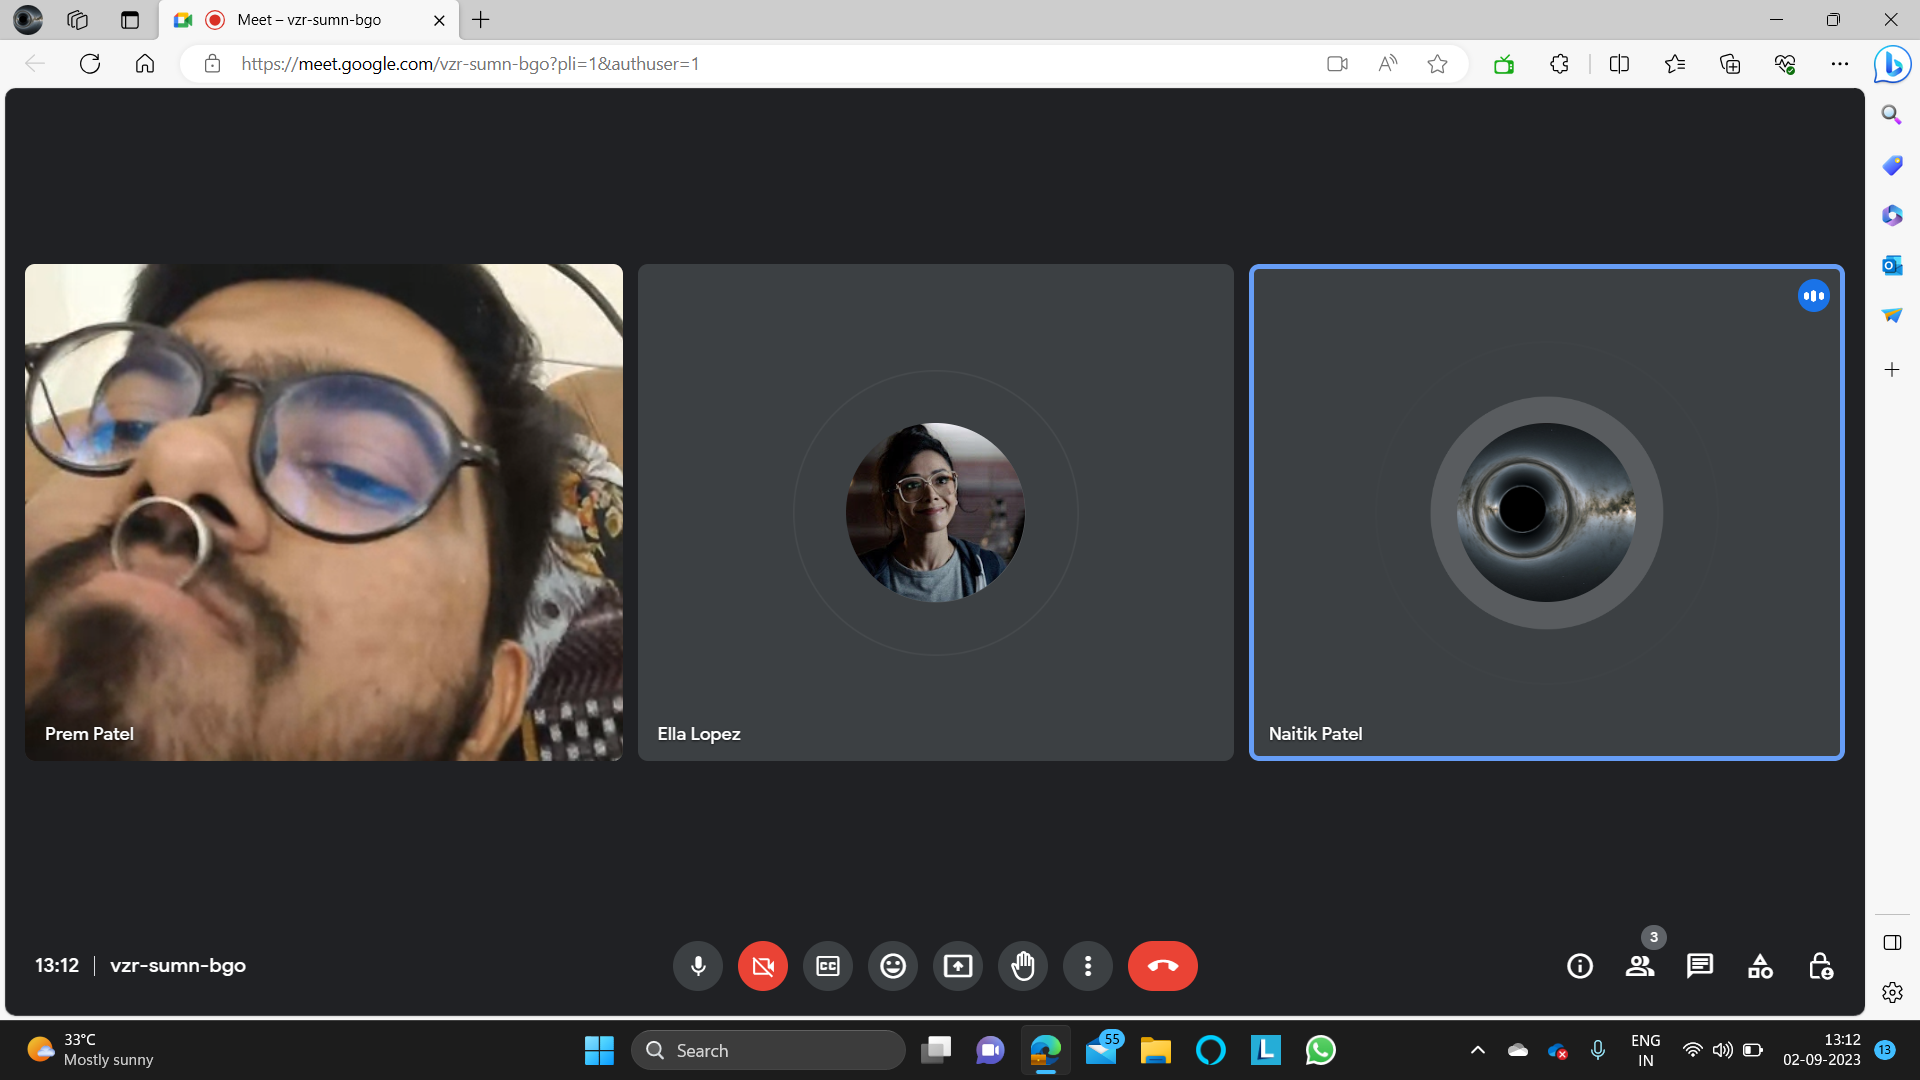 Meet – vzr-sumn-bgo
https://meet.google.com/vzr-sumn-bgo?pli=1&authuser=1
Prem Patel
Ella Lopez
Naitik Patel
3
13:12 vzr-sumn-bgo
33°C
Mostly sunny
Search
55
ENG
IN
13:12
02-09-2023
13